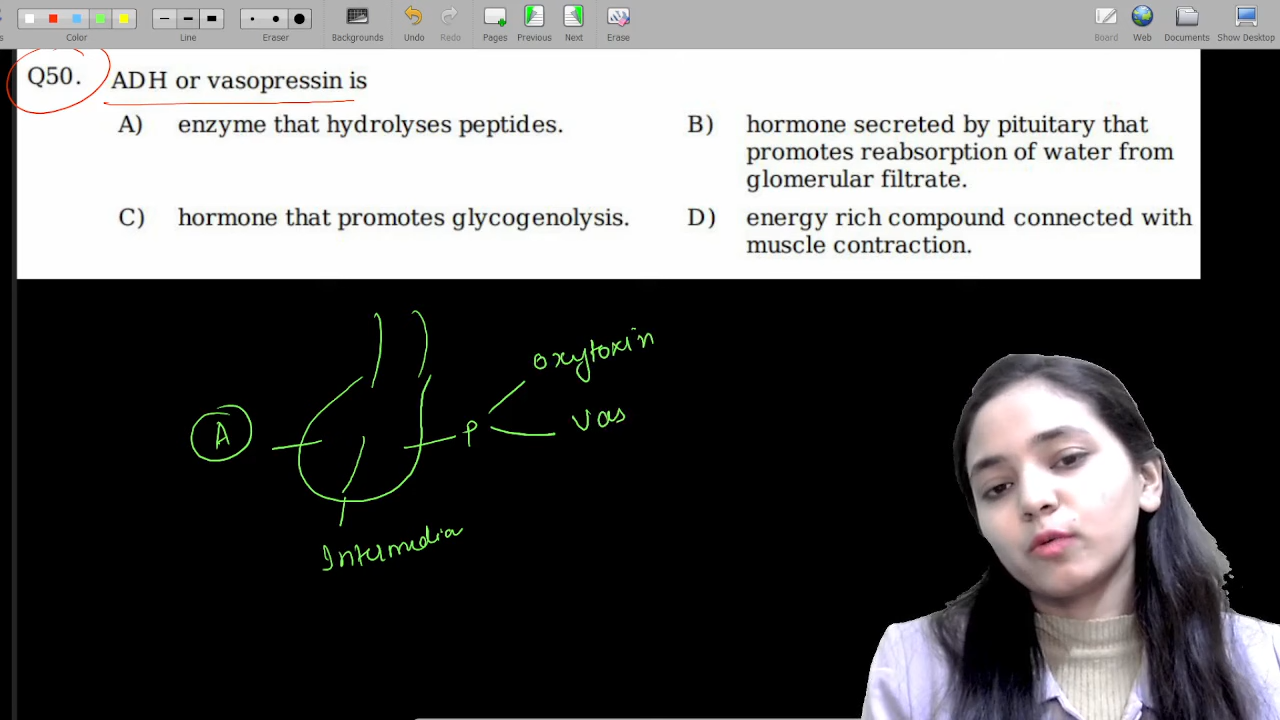 Color
Line
Eraser
Backgrounds
Undo
Redo
Pages
Previous
Next
Erase
Board
Web
Documents
Show Desktop
Q50. ADH or vasopressin is
A) enzyme that hydrolyses peptides.
B) hormone secreted by pituitary that
promotes reabsorption of water from
glomerular filtrate.
C) hormone that promotes glycogenolysis.
D) energy rich compound connected with
muscle contraction.
oxytoxin
A
P
Vas
Intermedia